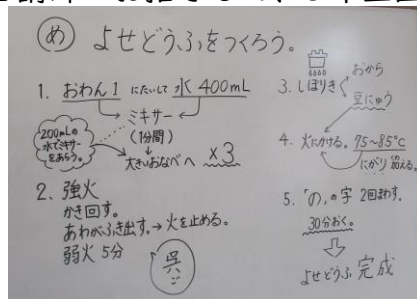 め よせどうふをつくろう。
1. おわん1 にたいして 水 400mL
ミキサー
(1分間)
200mLの
水でミキサー
をあらう。
大きいおなべへ ×3
2. 強火
かき回す。
あわがふき出す。→火を止める。
弱火 5分
呉
3. しぼりきく
おから
豆にゅう
4. 火にかける。75~85℃
にがり 加える。
5. 「の」の字 2回まわす。
30分おく。
よせどうふ 完成